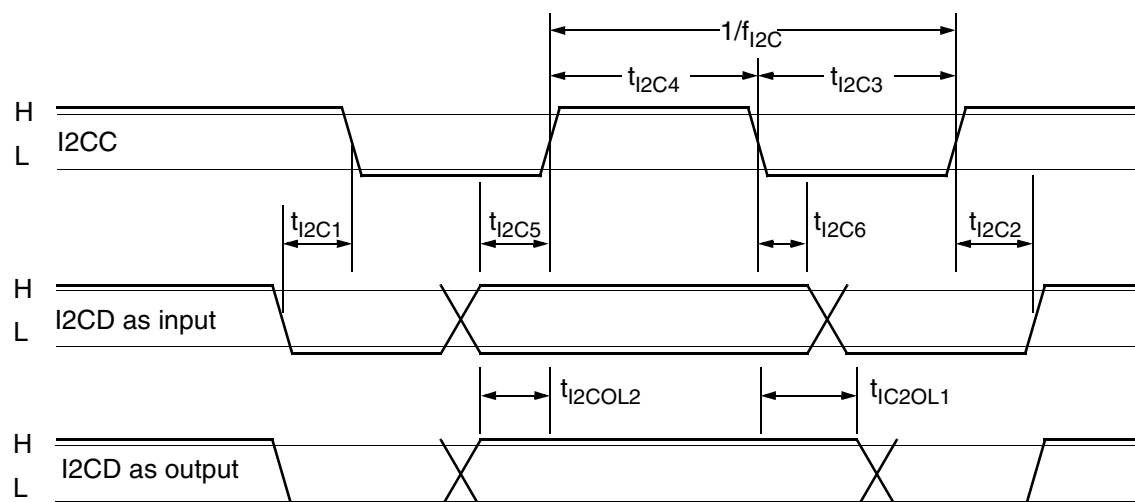 1/fI2C
tI2C4 tI2C3
H
I2CC
L
tI2C1 tI2C5 tI2C6 tI2C2
H
I2CD as input
L
tI2COL2 tIC2OL1
H
I2CD as output
L